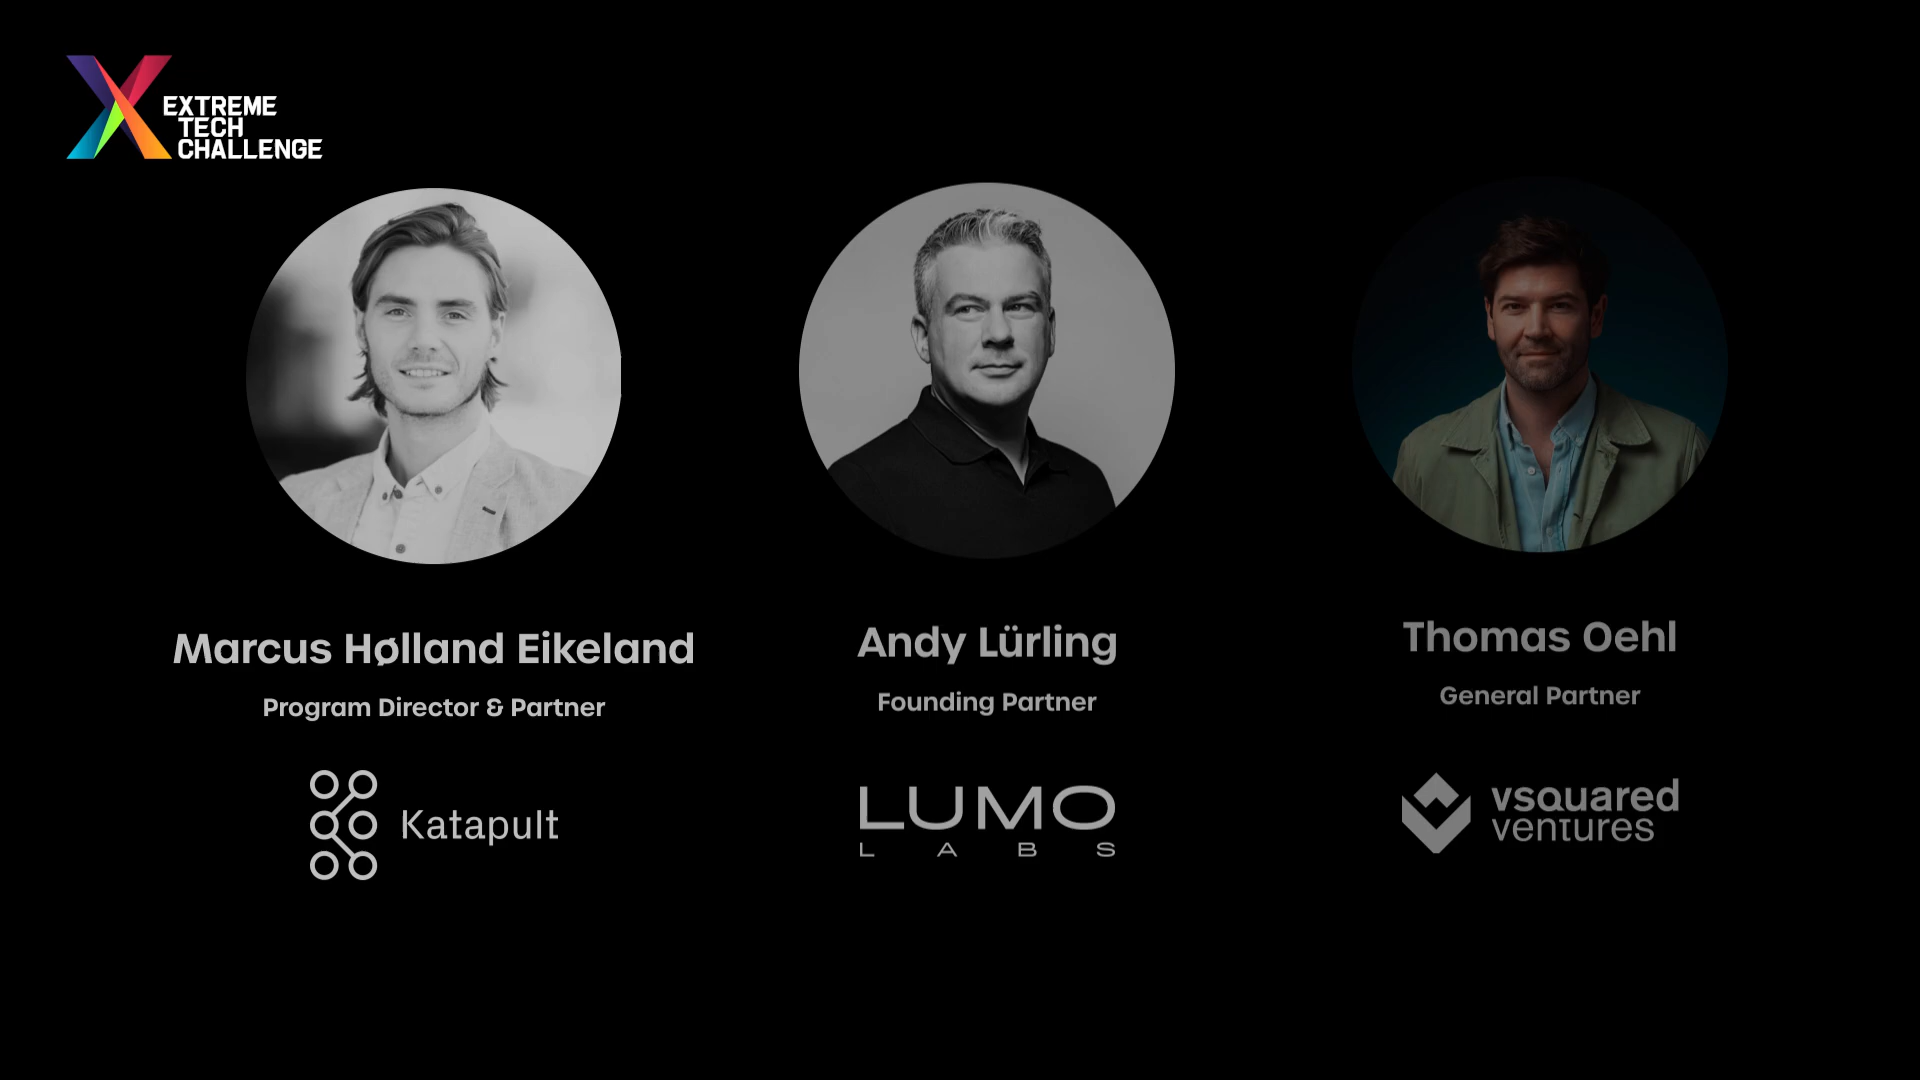 EXTREME
TECH
CHALLENGE
Marcus Hølland Eikeland
Program Director & Partner
Katapult
Andy Lürling
Founding Partner
LUMO
LABS
Thomas Oehl
General Partner
vsquared
ventures